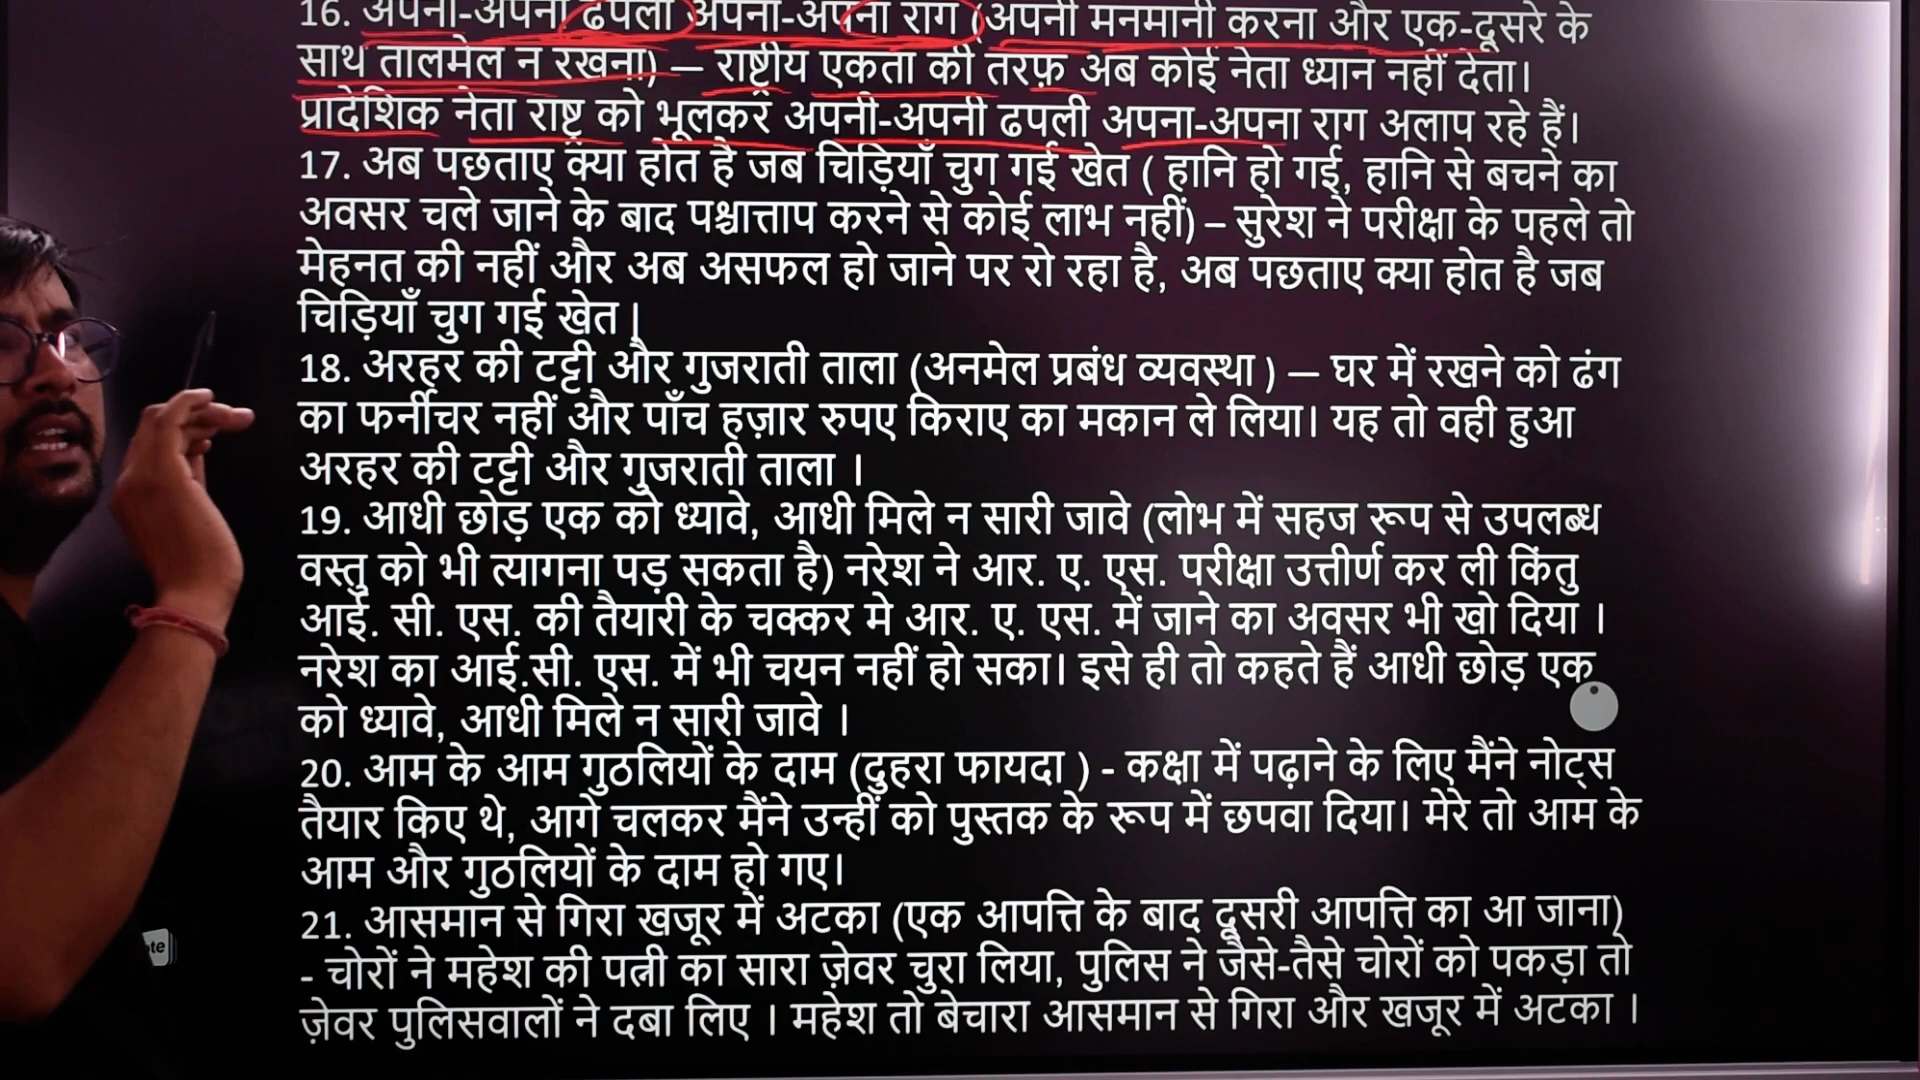 16. अपनी-अपनी ढपली अपना-अपना राग (अपनी मनमानी करना और एक-दूसरे के
साथ तालमेल न रखना) – राष्ट्रीय एकता की तरफ़ अब कोई नेता ध्यान नहीं देता।
प्रादेशिक नेता राष्ट्र को भूलकर अपनी-अपनी ढपली अपना-अपना राग अलाप रहे हैं।
17. अब पछताए क्या होत है जब चिड़ियाँ चुग गई खेत ( हानि हो गई, हानि से बचने का
अवसर चले जाने के बाद पश्चात्ताप करने से कोई लाभ नहीं) – सुरेश ने परीक्षा के पहले तो
मेहनत की नहीं और अब असफल हो जाने पर रो रहा है, अब पछताए क्या होत है जब
चिड़ियाँ चुग गई खेत |
18. अरहर की टट्टी और गुजराती ताला (अनमेल प्रबंध व्यवस्था ) – घर में रखने को ढंग
का फर्नीचर नहीं और पाँच हज़ार रुपए किराए का मकान ले लिया। यह तो वही हुआ
अरहर की टट्टी और गुजराती ताला ।
19. आधी छोड़ एक को ध्यावे, आधी मिले न सारी जावे (लोभ में सहज रूप से उपलब्ध
वस्तु को भी त्यागना पड़ सकता है) नरेश ने आर. ए. एस. परीक्षा उत्तीर्ण कर ली किंतु
आई. सी. एस. की तैयारी के चक्कर मे आर. ए. एस. में जाने का अवसर भी खो दिया ।
नरेश का आई.सी. एस. में भी चयन नहीं हो सका। इसे ही तो कहते हैं आधी छोड़ एक
को ध्यावे, आधी मिले न सारी जावे ।
20. आम के आम गुठलियों के दाम (दुहरा फायदा ) - कक्षा में पढ़ाने के लिए मैंने नोट्स
तैयार किए थे, आगे चलकर मैंने उन्हीं को पुस्तक के रूप में छपवा दिया। मेरे तो आम के
आम और गुठलियों के दाम हो गए।
21. आसमान से गिरा खजूर में अटका (एक आपत्ति के बाद दूसरी आपत्ति का आ जाना)
- चोरों ने महेश की पत्नी का सारा ज़ेवर चुरा लिया, पुलिस ने जैसे-तैसे चोरों को पकड़ा तो
ज़ेवर पुलिसवालों ने दबा लिए । महेश तो बेचारा आसमान से गिरा और खजूर में अटका ।